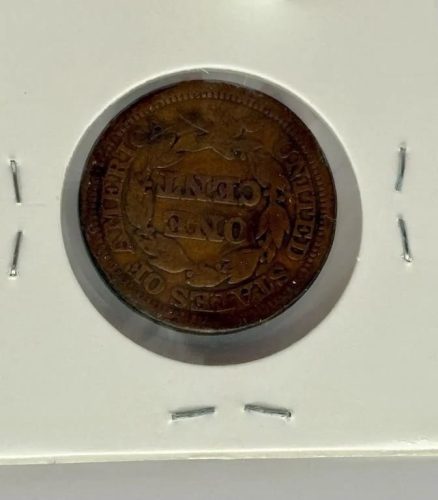 UNITED STATES OF AMERICA
ONE
CENT